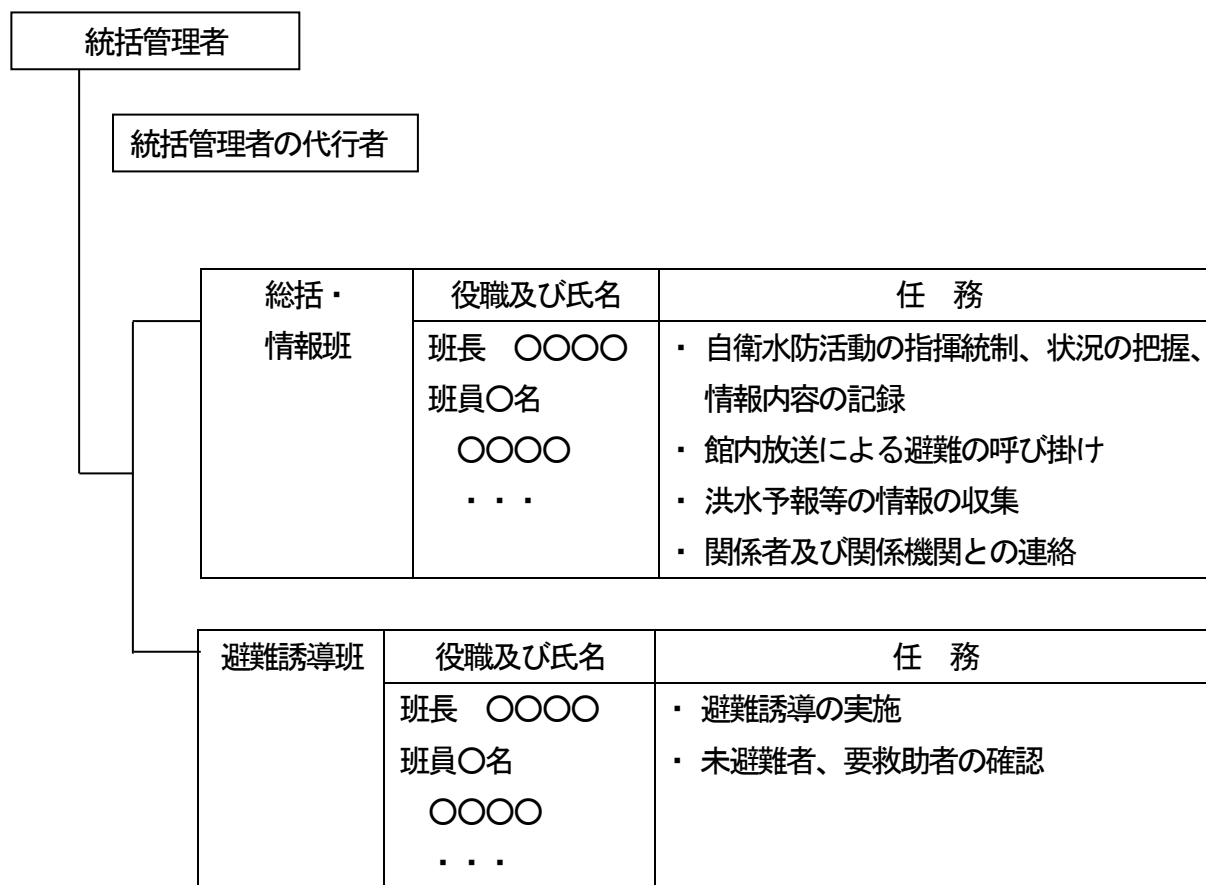 統括管理者
統括管理者の代行者
総括・
情報班
役職及び氏名
任 務
班長 〇〇〇〇
班員〇名
〇〇〇〇
・・・
・ 自衛水防活動の指揮統制、状況の把握、
情報内容の記録
・ 館内放送による避難の呼び掛け
・ 洪水予報等の情報の収集
・ 関係者及び関係機関との連絡
避難誘導班
役職及び氏名
任 務
班長 〇〇〇〇
班員〇名
〇〇〇〇
・・・
・ 避難誘導の実施
・ 未避難者、要救助者の確認